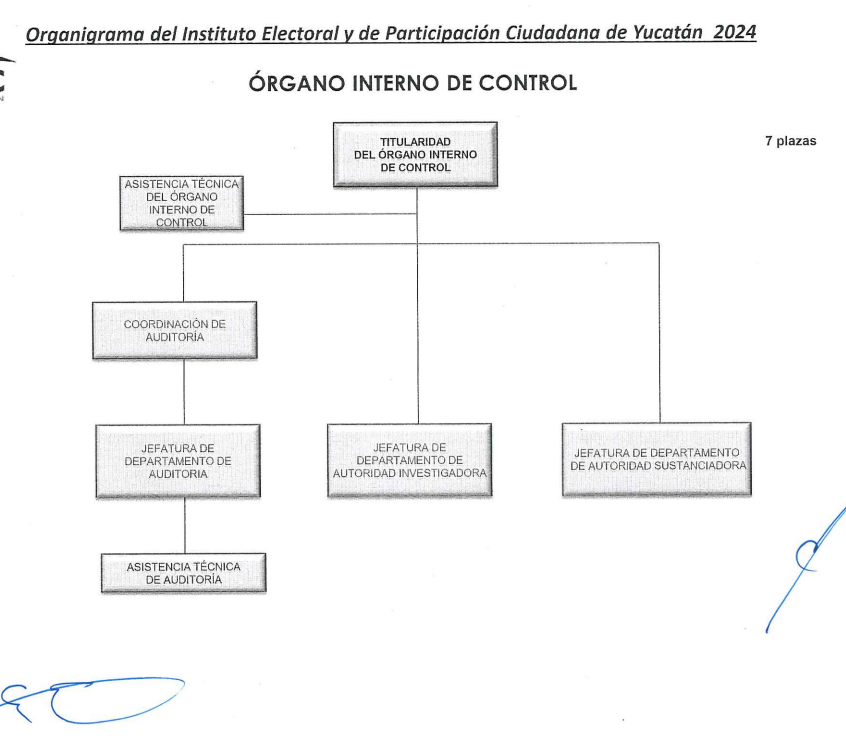 Organigrama del Instituto Electoral y de Participación Ciudadana de Yucatán 2024
ÓRGANO INTERNO DE CONTROL
7 plazas
TITULARIDAD
DEL ÓRGANO INTERNO
DE CONTROL
ASISTENCIA TÉCNICA
DEL ÓRGANO
INTERNO DE
CONTROL
COORDINACIÓN DE
AUDITORÍA
JEFATURA DE
DEPARTAMENTO DE
AUDITORIA
JEFATURA DE
DEPARTAMENTO DE
AUTORIDAD INVESTIGADORA
JEFATURA DE DEPARTAMENTO
DE AUTORIDAD SUSTANCIADORA
ASISTENCIA TÉCNICA
DE AUDITORÍA